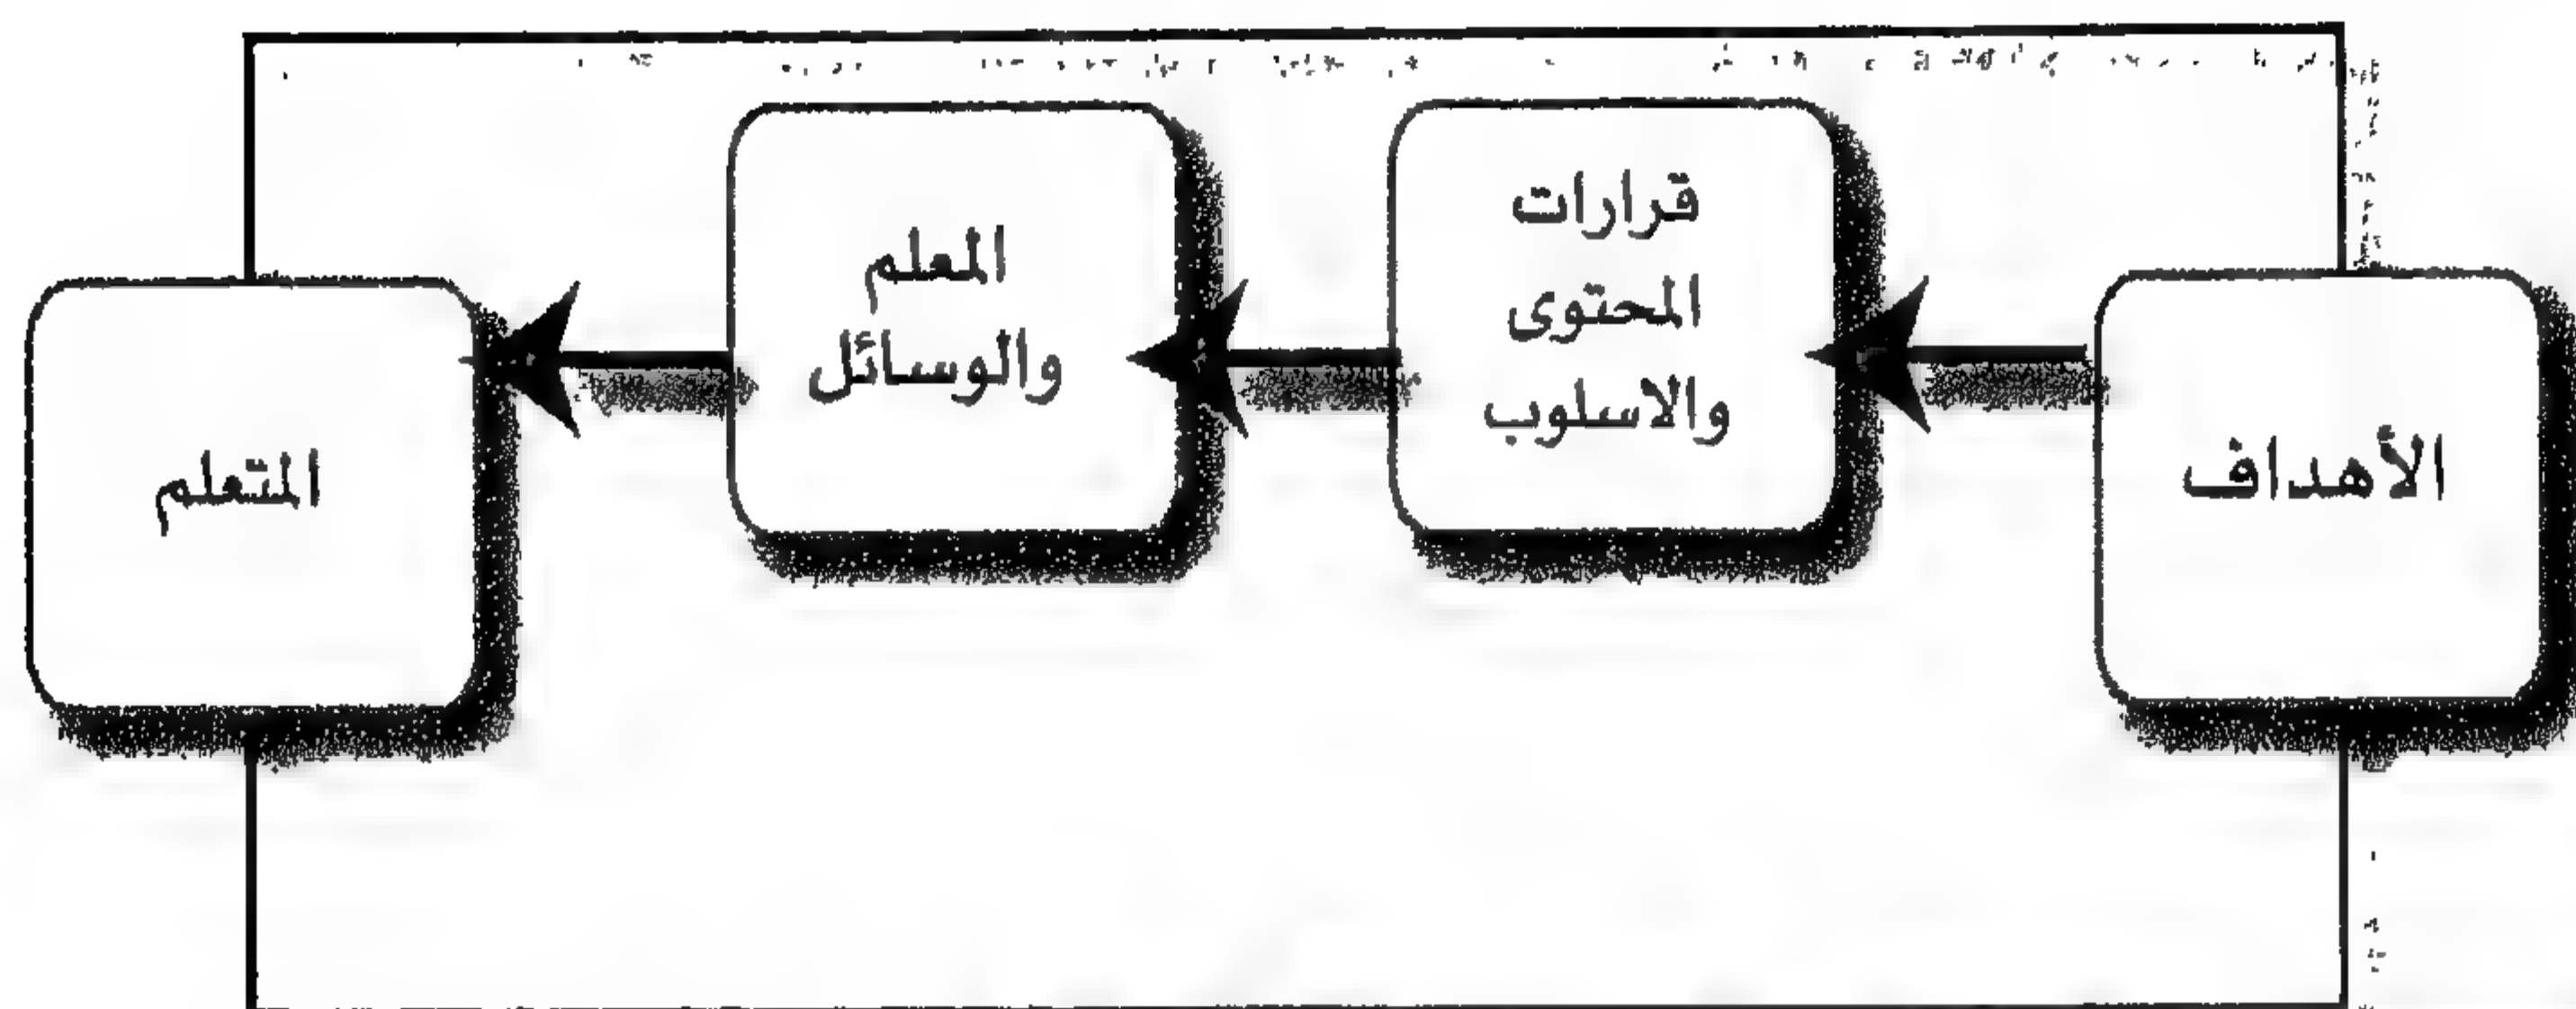 الأهداف
قرارات
المحتوى
والاسلوب
المعلم
والوسائل
المتعلم